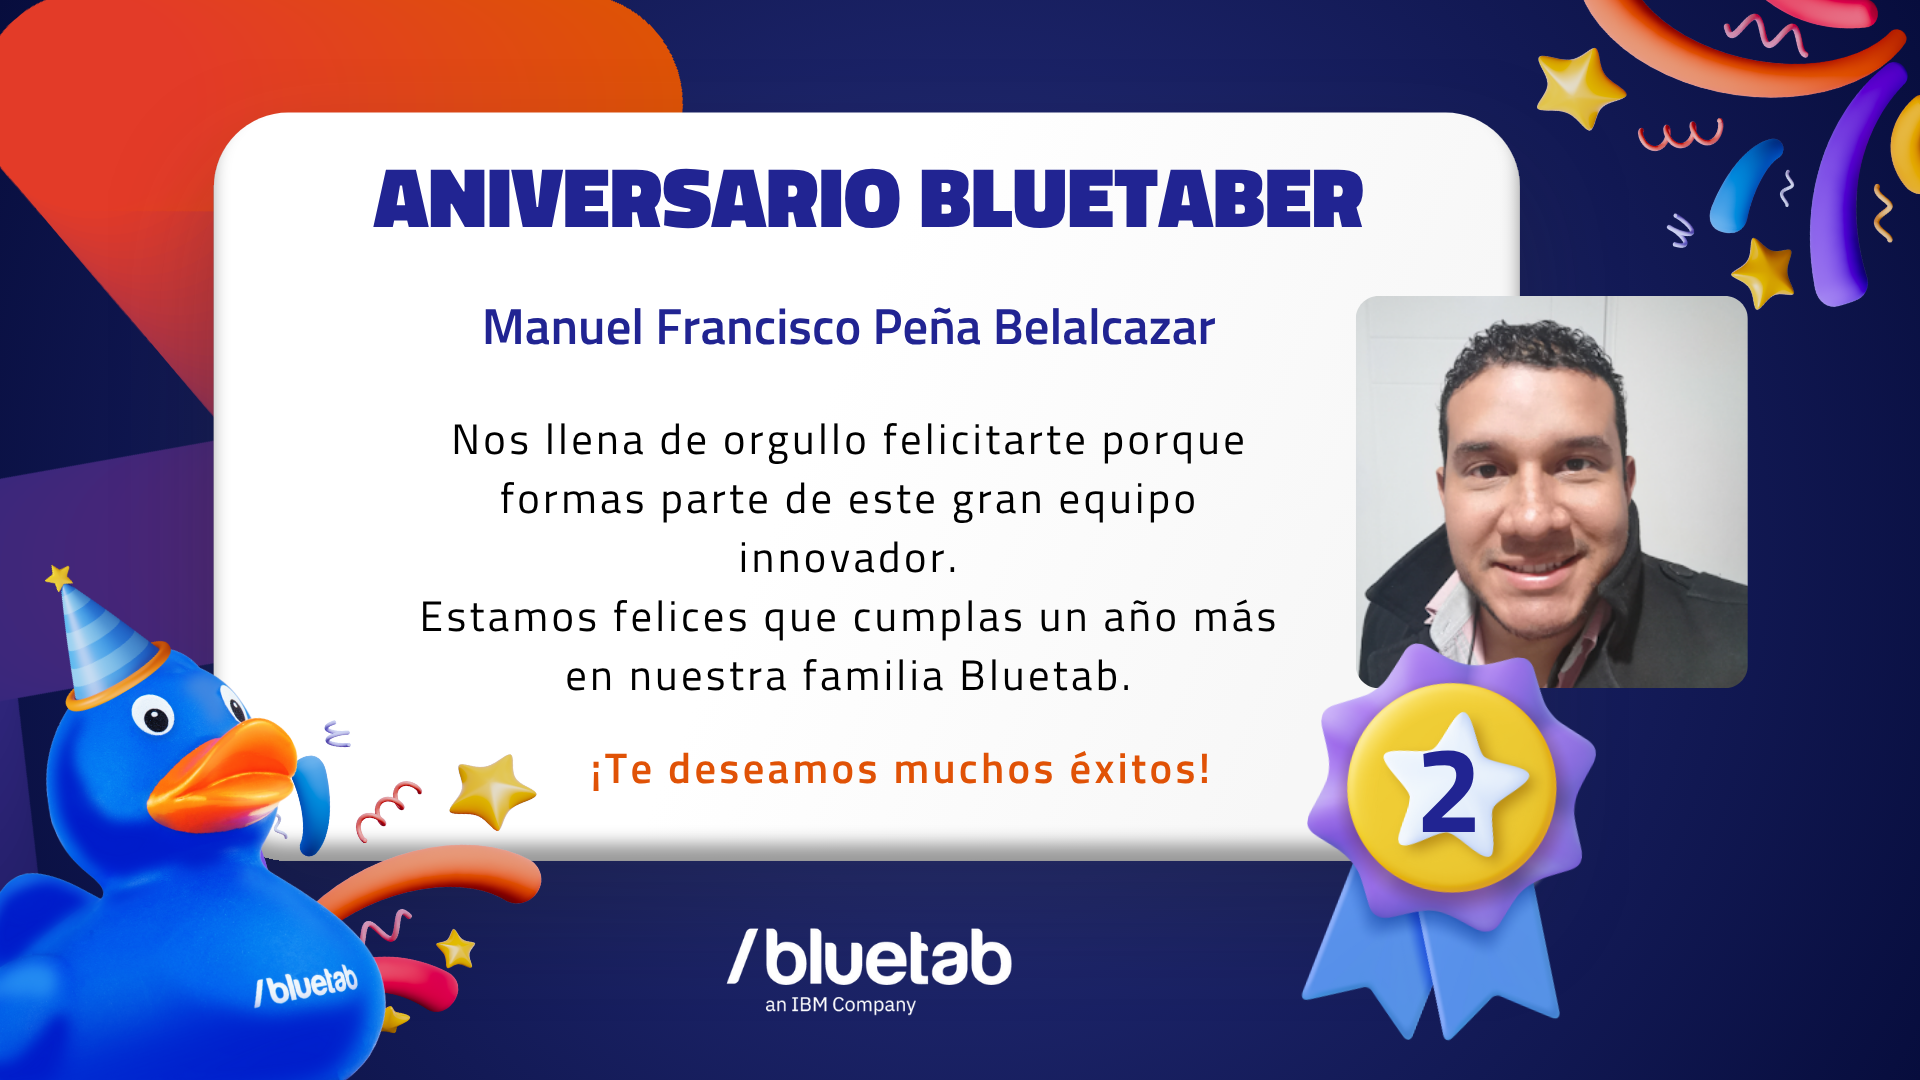 ANIVERSARIO BLUETABER
Manuel Francisco Peña Belalcazar
Nos llena de orgullo felicitarte porque
formas parte de este gran equipo
innovador.
Estamos felices que cumplas un año más
en nuestra familia Bluetab.
¡Te deseamos muchos éxitos!
2
/bluetab
/bluetab
an IBM Company